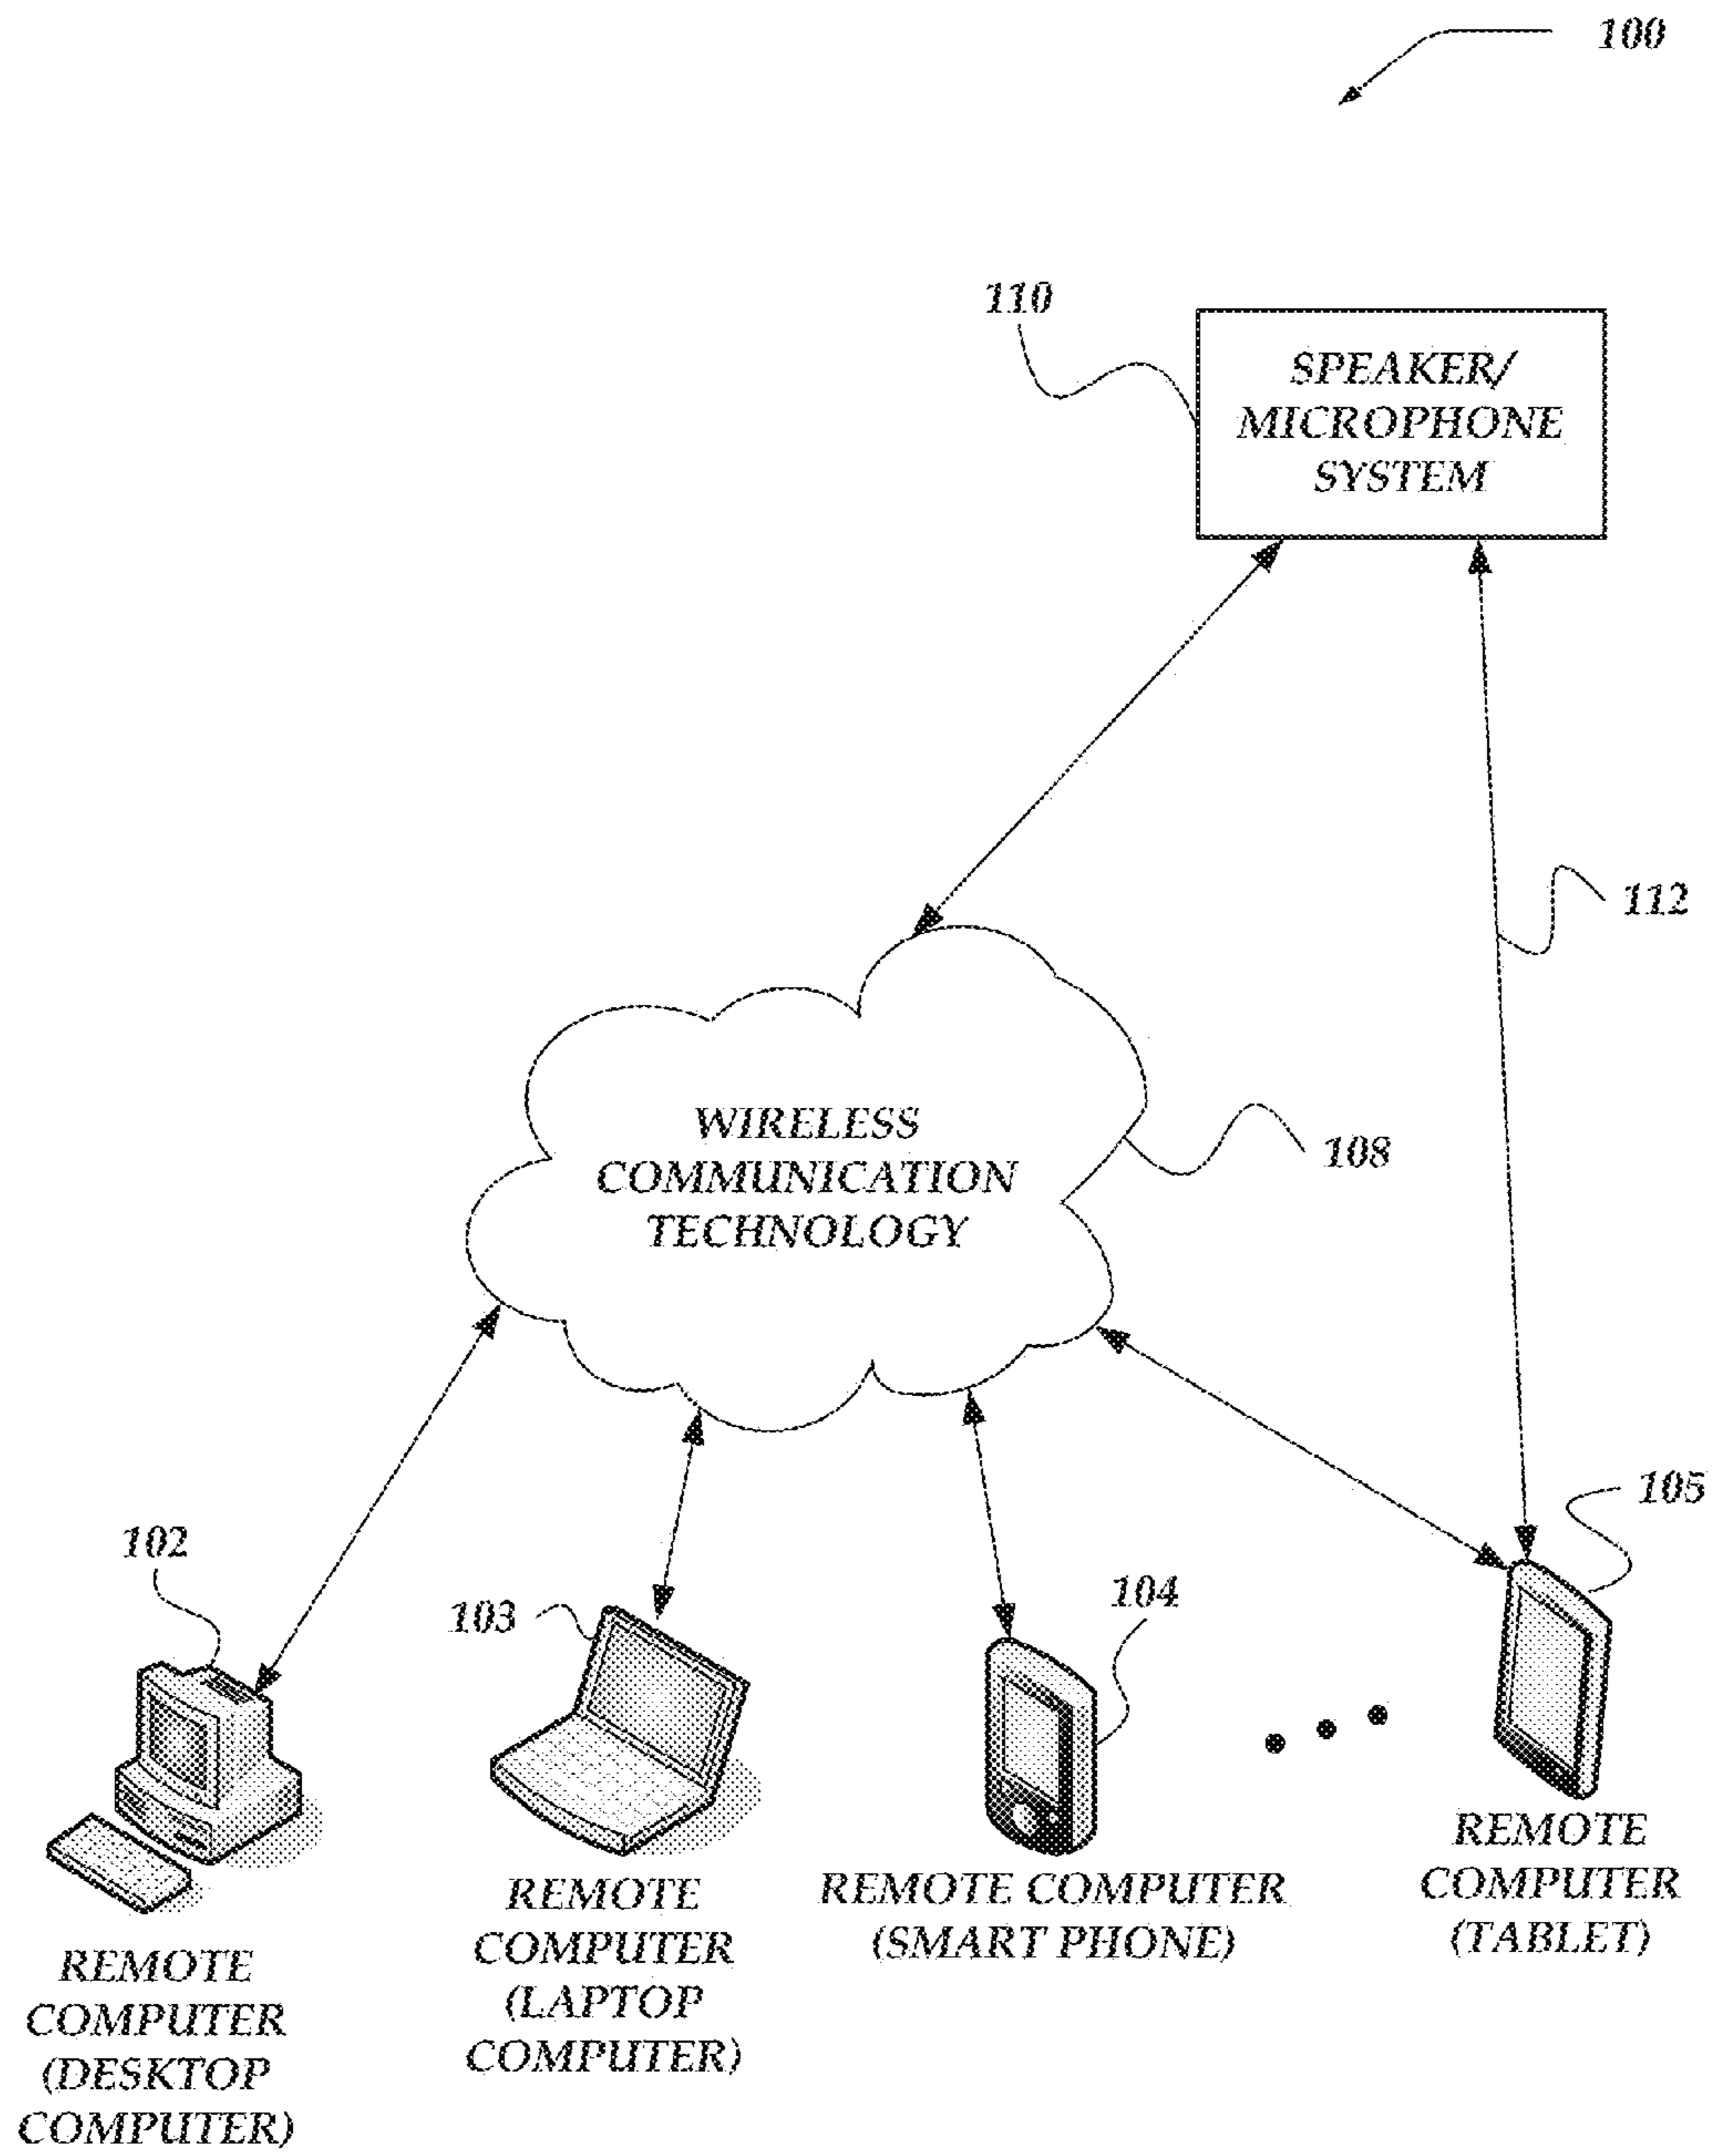 100
110
SPEAKER/
MICROPHONE
SYSTEM
112
WIRELESS
COMMUNICATION
TECHNOLOGY
108
105
102
103
104
REMOTE
COMPUTER
(DESKTOP
COMPUTER)
REMOTE
COMPUTER
(LAPTOP
COMPUTER)
REMOTE COMPUTER
(SMART PHONE)
REMOTE
COMPUTER
(TABLET)